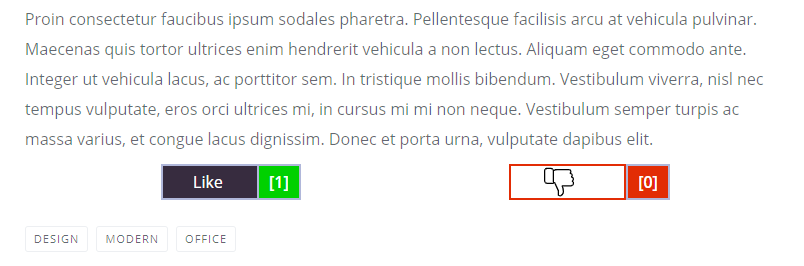 Proin consectetur faucibus ipsum sodales pharetra. Pellentesque facilisis arcu at vehicula pulvinar.
Maecenas quis tortor ultrices enim hendrerit vehicula a non lectus. Aliquam eget commodo ante.
Integer ut vehicula lacus, ac porttitor sem. In tristique mollis bibendum. Vestibulum viverra, nisl nec
tempus vulputate, eros orci ultrices mi, in cursus mi mi non neque. Vestibulum semper turpis ac
massa varius, et congue lacus dignissim. Donec et porta urna, vulputate dapibus elit.
Like [1] [0]
DESIGN MODERN OFFICE